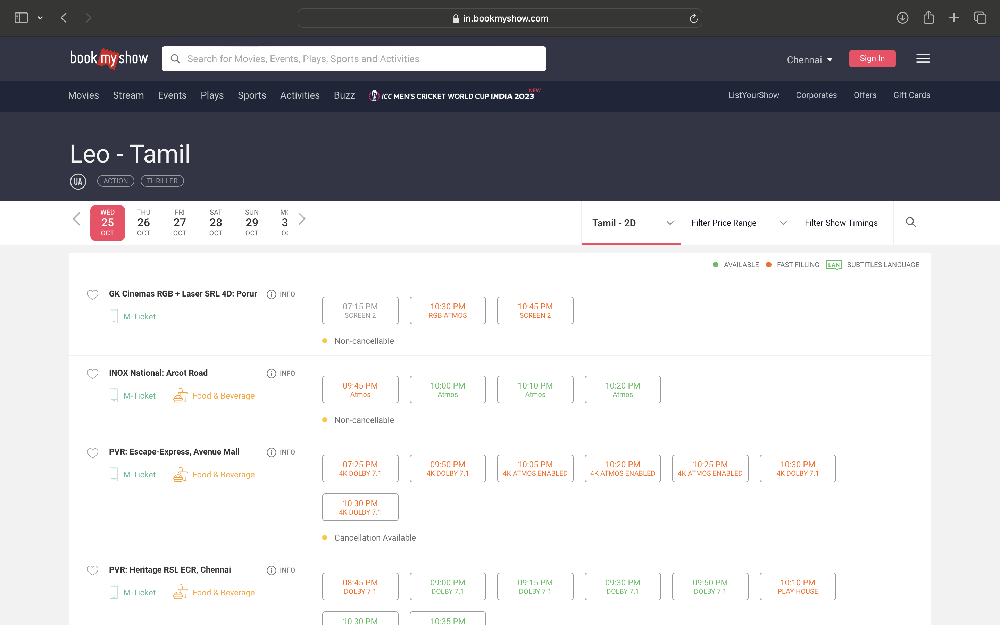 in.bookmyshow.com
bookmyshow
Search for Movies, Events, Plays, Sports and Activities
Chennai
Sign In
Movies Stream Events Plays Sports Activities Buzz ICC MEN'S CRICKET WORLD CUP INDIA 2023 NEW
ListYourShow Corporates Offers Gift Cards
Leo - Tamil
UA ACTION THRILLER
WED THU FRI SAT SUN MO
25 26 27 28 29 3
OCT OCT OCT OCT OCT OC
Tamil - 2D Filter Price Range Filter Show Timings
AVAILABLE FAST FILLING LAN SUBTITLES LANGUAGE
GK Cinemas RGB + Laser SRL 4D: Porur INFO
M-Ticket
07:15 PM 10:30 PM 10:45 PM
SCREEN 2 RGB ATMOS SCREEN 2
Non-cancellable
INOX National: Arcot Road INFO
M-Ticket Food & Beverage
09:45 PM 10:00 PM 10:10 PM 10:20 PM
Atmos Atmos Atmos Atmos
Non-cancellable
PVR: Escape-Express, Avenue Mall INFO
M-Ticket Food & Beverage
07:25 PM 09:50 PM 10:05 PM 10:20 PM 10:25 PM 10:30 PM
4K DOLBY 7.1 4K DOLBY 7.1 4K ATMOS ENABLED 4K ATMOS ENABLED 4K ATMOS ENABLED 4K DOLBY 7.1
10:30 PM
4K DOLBY 7.1
Cancellation Available
PVR: Heritage RSL ECR, Chennai INFO
M-Ticket Food & Beverage
08:45 PM 09:00 PM 09:15 PM 09:30 PM 09:50 PM 10:10 PM
DOLBY 7.1 DOLBY 7.1 DOLBY 7.1 DOLBY 7.1 DOLBY 7.1 PLAY HOUSE
10:30 PM 10:35 PM